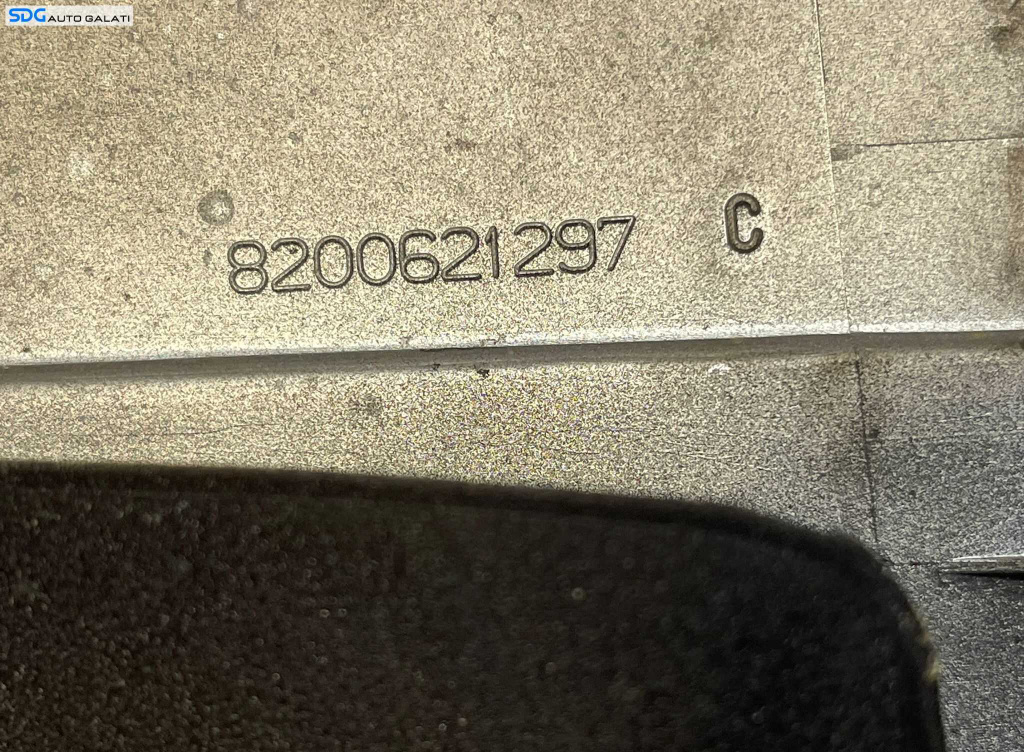 SDG AUTO GALATI
8200621297 C